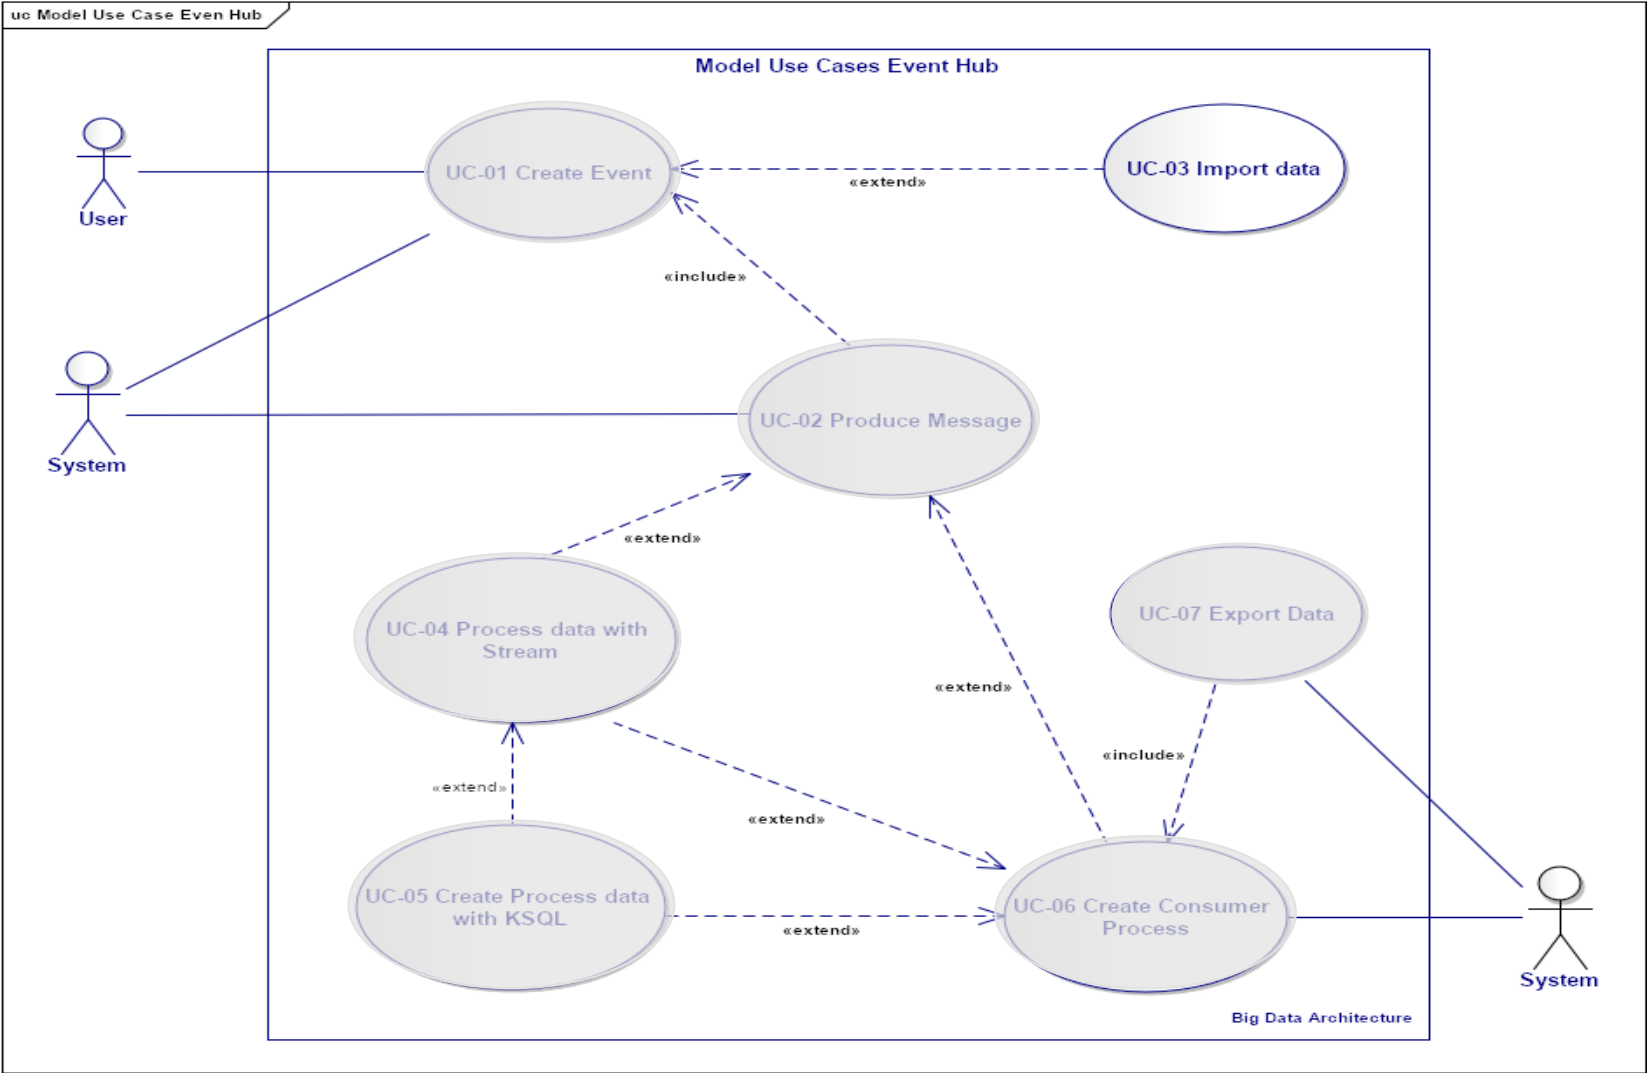 uc Model Use Case Even Hub
Model Use Cases Event Hub
User
UC-01 Create Event
«extend»
UC-03 Import data
«include»
System
UC-02 Produce Message
«extend»
UC-04 Process data with
Stream
«extend»
UC-07 Export Data
«include»
«extend»
«extend»
UC-05 Create Process data
with KSQL
«extend»
UC-06 Create Consumer
Process
System
Big Data Architecture